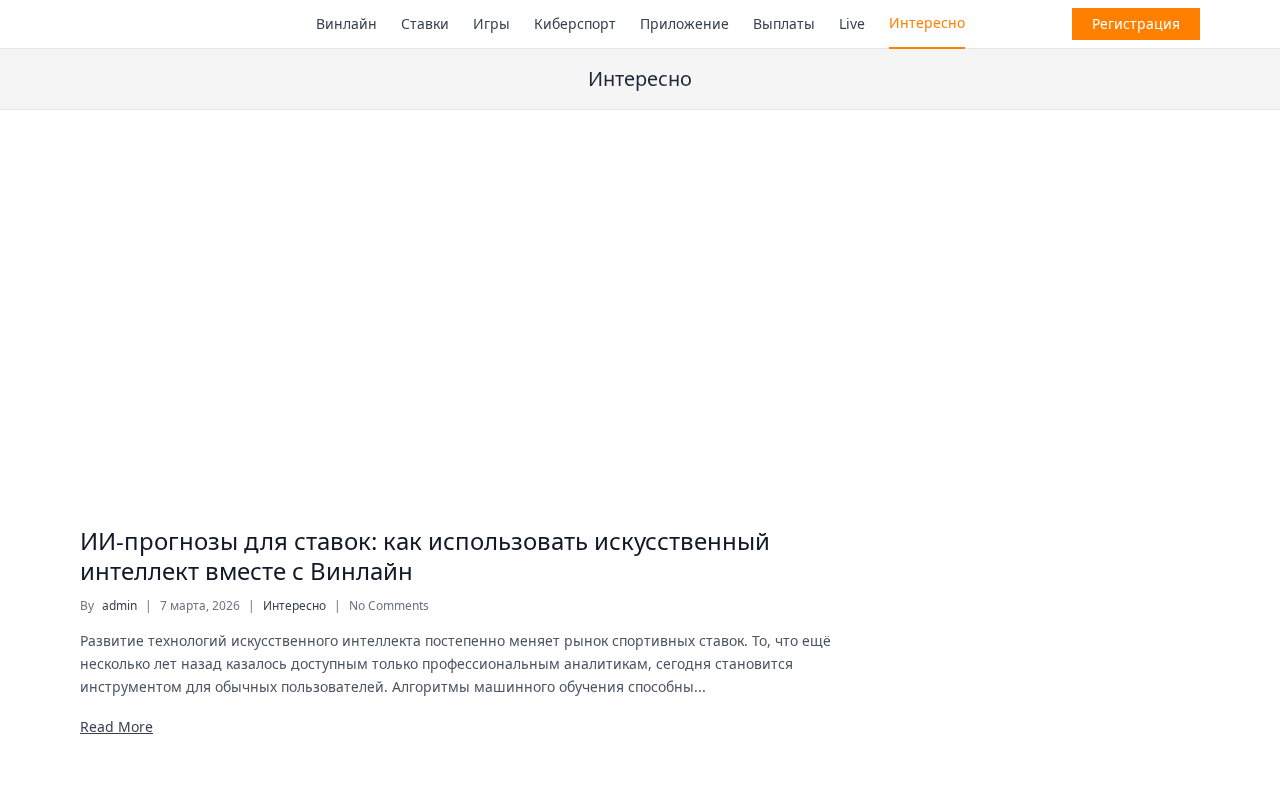 Винлайн Ставки Игры Киберспорт Приложение Выплаты Live Интересно Регистрация
Интересно
ИИ-прогнозы для ставок: как использовать искусственный
интеллект вместе с Винлайн
By admin | 7 марта, 2026 | Интересно | No Comments
Развитие технологий искусственного интеллекта постепенно меняет рынок спортивных ставок. То, что ещё
несколько лет назад казалось доступным только профессиональным аналитикам, сегодня становится
инструментом для обычных пользователей. Алгоритмы машинного обучения способны...
Read More